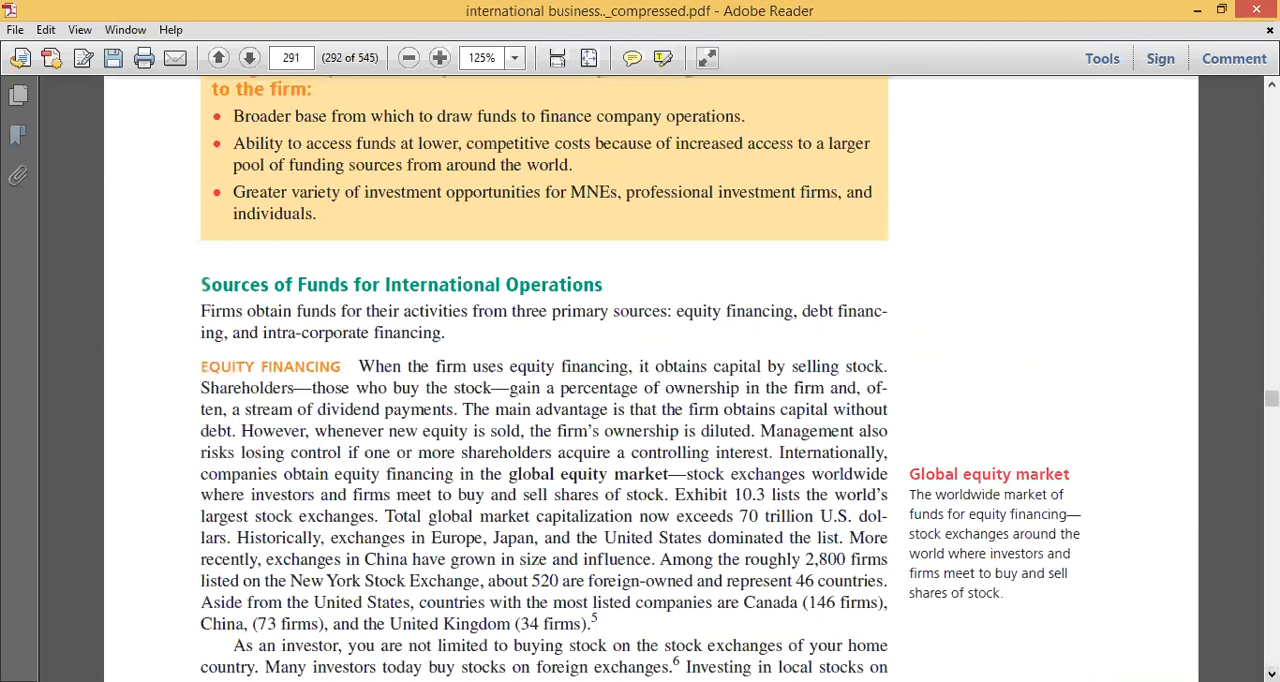 international business.._compressed.pdf - Adobe Reader
File Edit View Window Help
291 (292 of 545) 125% Tools Sign Comment
to the firm:
• Broader base from which to draw funds to finance company operations.
• Ability to access funds at lower, competitive costs because of increased access to a larger
pool of funding sources from around the world.
• Greater variety of investment opportunities for MNEs, professional investment firms, and
individuals.
Sources of Funds for International Operations
Firms obtain funds for their activities from three primary sources: equity financing, debt financ-
ing, and intra-corporate financing.
EQUITY FINANCING When the firm uses equity financing, it obtains capital by selling stock.
Shareholders—those who buy the stock—gain a percentage of ownership in the firm and, of-
ten, a stream of dividend payments. The main advantage is that the firm obtains capital without
debt. However, whenever new equity is sold, the firm's ownership is diluted. Management also
risks losing control if one or more shareholders acquire a controlling interest. Internationally,
companies obtain equity financing in the global equity market—stock exchanges worldwide
where investors and firms meet to buy and sell shares of stock. Exhibit 10.3 lists the world's
largest stock exchanges. Total global market capitalization now exceeds 70 trillion U.S. dol-
lars. Historically, exchanges in Europe, Japan, and the United States dominated the list. More
recently, exchanges in China have grown in size and influence. Among the roughly 2,800 firms
listed on the New York Stock Exchange, about 520 are foreign-owned and represent 46 countries.
Aside from the United States, countries with the most listed companies are Canada (146 firms),
China, (73 firms), and the United Kingdom (34 firms).5
As an investor, you are not limited to buying stock on the stock exchanges of your home
country. Many investors today buy stocks on foreign exchanges.6 Investing in local stocks on
Global equity market
The worldwide market of
funds for equity financing—
stock exchanges around the
world where investors and
firms meet to buy and sell
shares of stock.